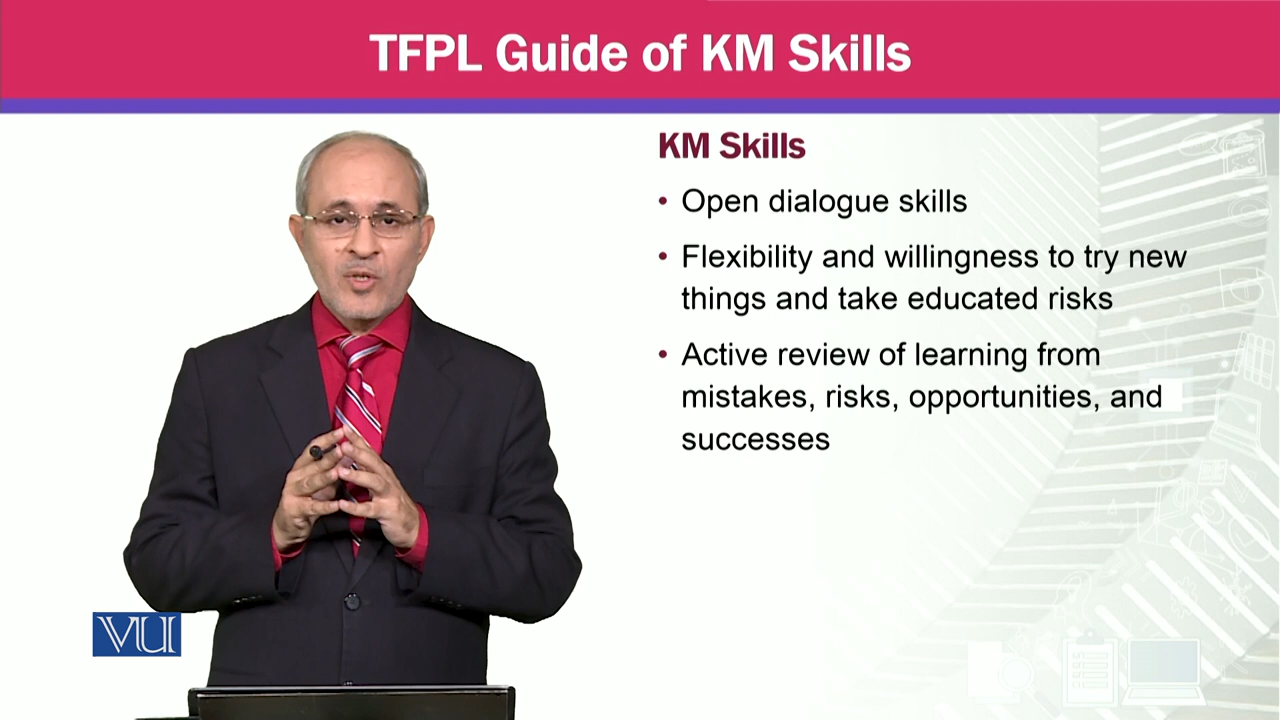 TFPL Guide of KM Skills
KM Skills
• Open dialogue skills
• Flexibility and willingness to try new
things and take educated risks
• Active review of learning from
mistakes, risks, opportunities, and
successes
VU